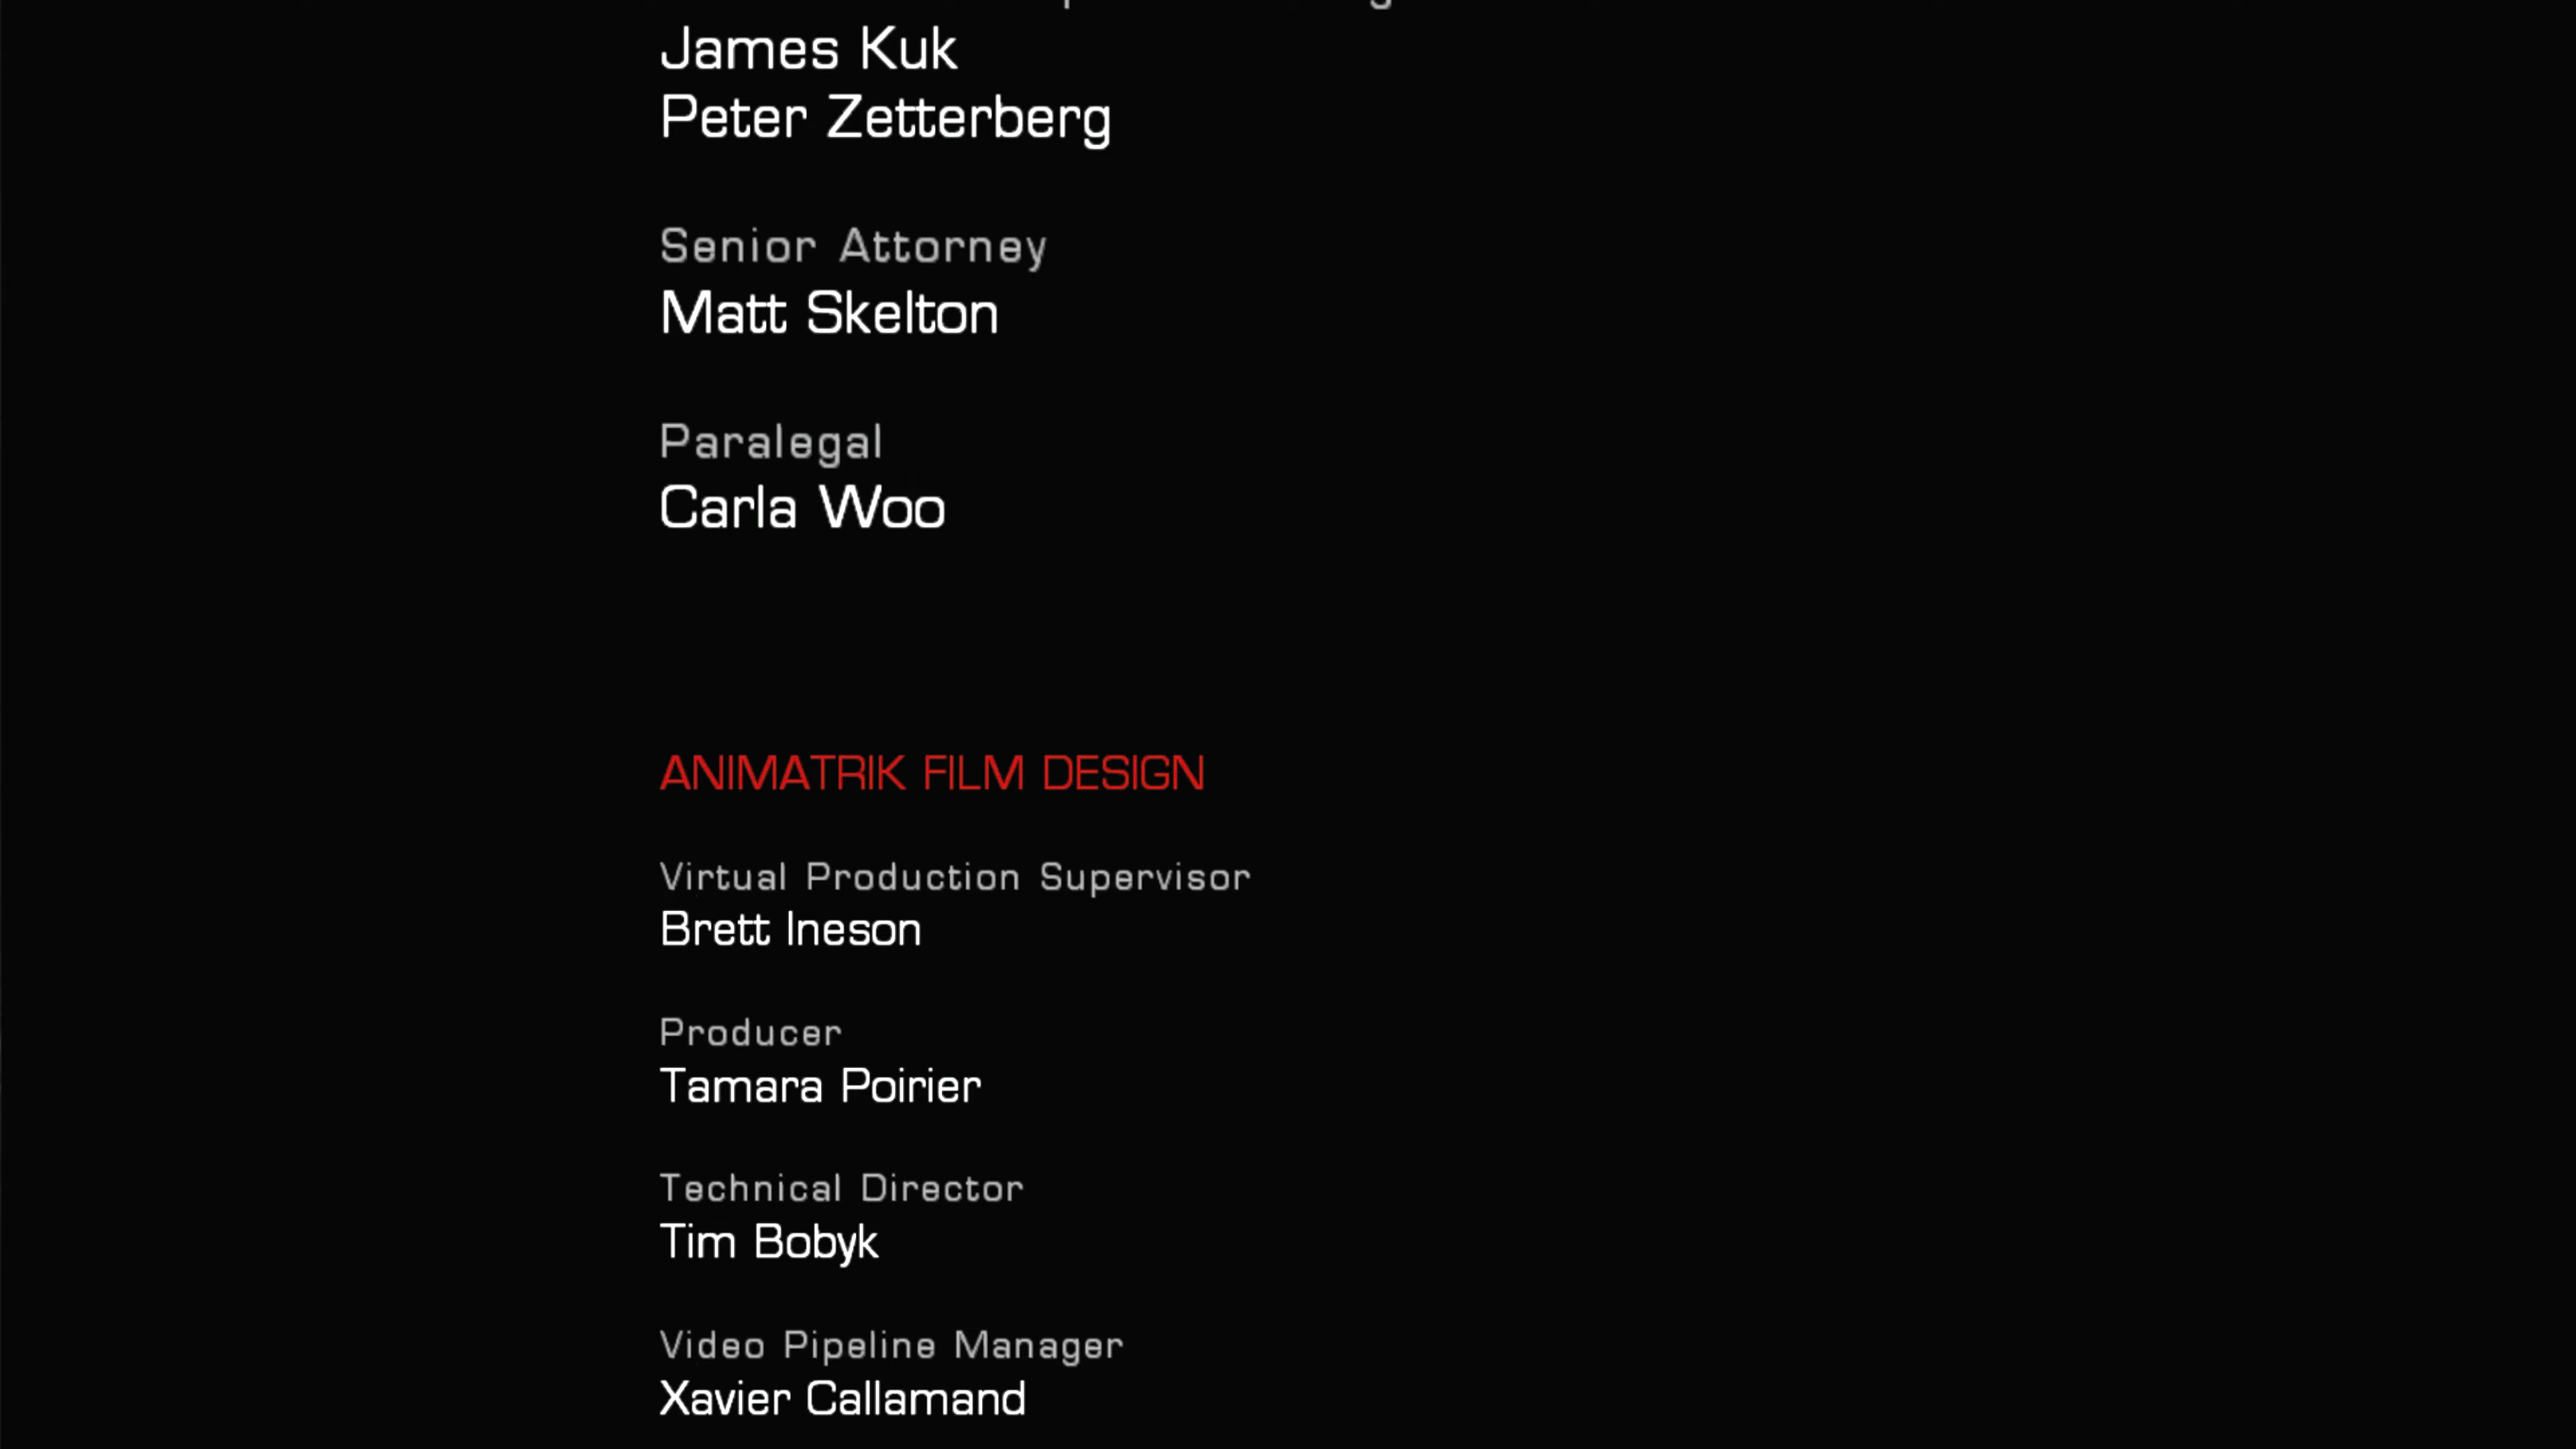 James Kuk
Peter Zetterberg
Senior Attorney
Matt Skelton
Paralegal
Carla Woo
ANIMATRIK FILM DESIGN
Virtual Production Supervisor
Brett Ineson
Producer
Tamara Poirier
Technical Director
Tim Bobyk
Video Pipeline Manager
Xavier Callamand